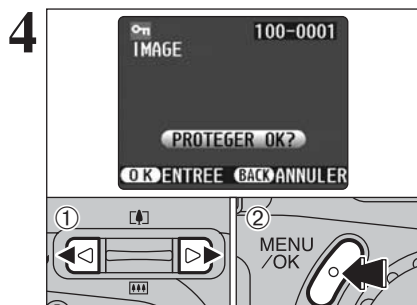 4
100-0001
IMAGE
PROTEGER OK?
OK ENTREE BACK ANNULER
①
②
MENU
/OK